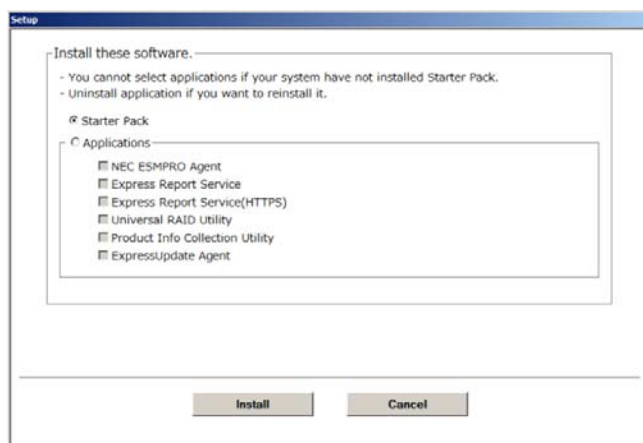 Setup
Install these software.
- You cannot select applications if your system have not installed Starter Pack.
- Uninstall application if you want to reinstall it.
Starter Pack
Applications
NEC ESMPRO Agent
Express Report Service
Express Report Service(HTTPS)
Universal RAID Utility
Product Info Collection Utility
ExpressUpdate Agent
Install
Cancel